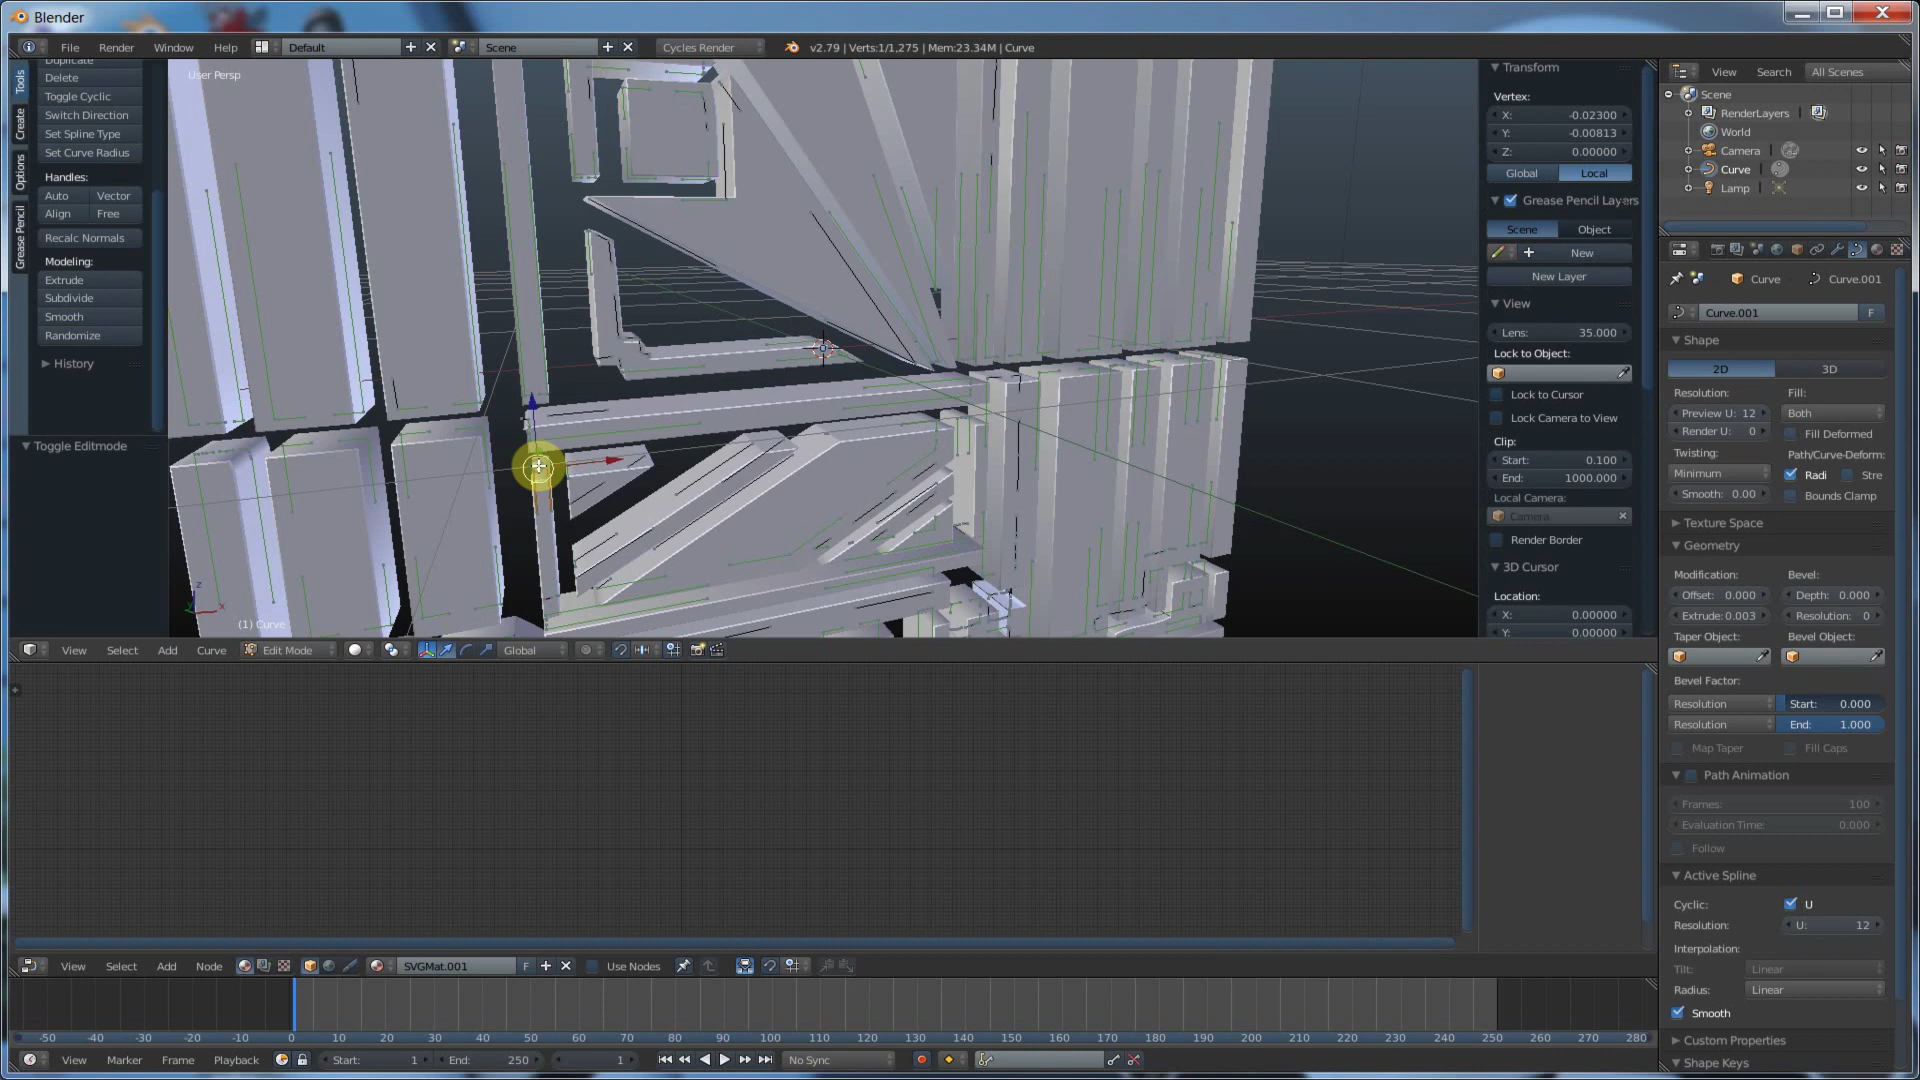 Blender
File Render Window Help Default Scene Cycles Render v2.79 | Verts:1/1,275 | Mem:23.34M | Curve
Tools
Create
Options
Grease Pencil
Duplicate
Delete
Toggle Cyclic
Switch Direction
Set Spline Type
Set Curve Radius
Handles:
Auto Vector
Align Free
Recalc Normals
Modeling:
Extrude
Subdivide
Smooth
Randomize
History
Toggle Editmode
User Persp
(1) Curve
z
x
y
Transform
Vertex:
X: -0.02300
Y: -0.00813
Z: 0.00000
Global Local
Grease Pencil Layers
Scene Object
New
New Layer
View
Lens: 35.000
Lock to Object:
Lock to Cursor
Lock Camera to View
Clip:
Start: 0.100
End: 1000.000
Local Camera:
Camera
Render Border
3D Cursor
Location:
X: 0.00000
Y: 0.00000
View Search All Scenes
Scene
RenderLayers
World
Camera
Curve
Lamp
Curve Curve.001
Curve.001 F
Shape
2D 3D
Resolution: Fill:
Preview U: 12 Both
Render U: 0 Fill Deformed
Twisting: Path/Curve-Deform:
Minimum Radi Stre
Smooth: 0.00 Bounds Clamp
Texture Space
Geometry
Modification: Bevel:
Offset: 0.000 Depth: 0.000
Extrude: 0.003 Resolution: 0
Taper Object: Bevel Object:
Bevel Factor:
Resolution Start: 0.000
Resolution End: 1.000
Map Taper Fill Caps
Path Animation
Frames: 100
Evaluation Time: 0.000
Follow
Active Spline
Cyclic: U
Resolution: U: 12
Interpolation:
Tilt: Linear
Radius: Linear
Smooth
Custom Properties
Shape Keys
View Select Add Curve Edit Mode Global
View Select Add Node SVGMat.001 F Use Nodes
-50 -40 -30 -20 -10 0 10 20 30 40 50 60 70 80 90 100 110 120 130 140 150 160 170 180 190 200 210 220 230 240 250 260 270 280
View Marker Frame Playback Start: 1 End: 250 1 No Sync